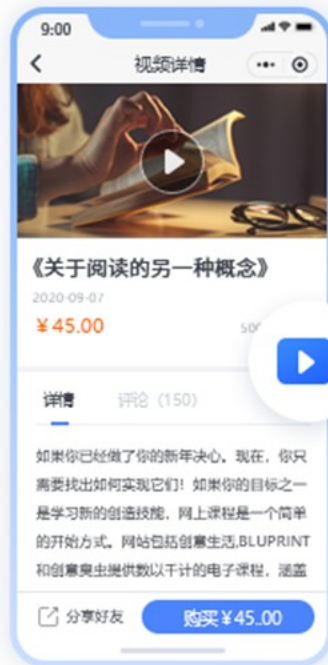 9:00
视频详情
《关于阅读的另一种概念》
2020-09-07
¥45.00
详情 评论（150）
如果你已经做了你的新年决心。现在，你只
需要找出如何实现它们！如果你的目标之一
是学习新的创造技能，网上课程是一个简单
的开始方式。网站包括创意生活,BLUPRINT
和创意臭虫提供数以千计的电子课程，涵盖
分享好友 购买¥45..00